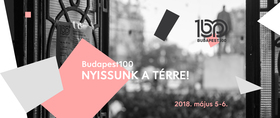 100
BUDAPEST100
Budapest100
NYISSUNK A TÉRRE!
2018. május 5-6.